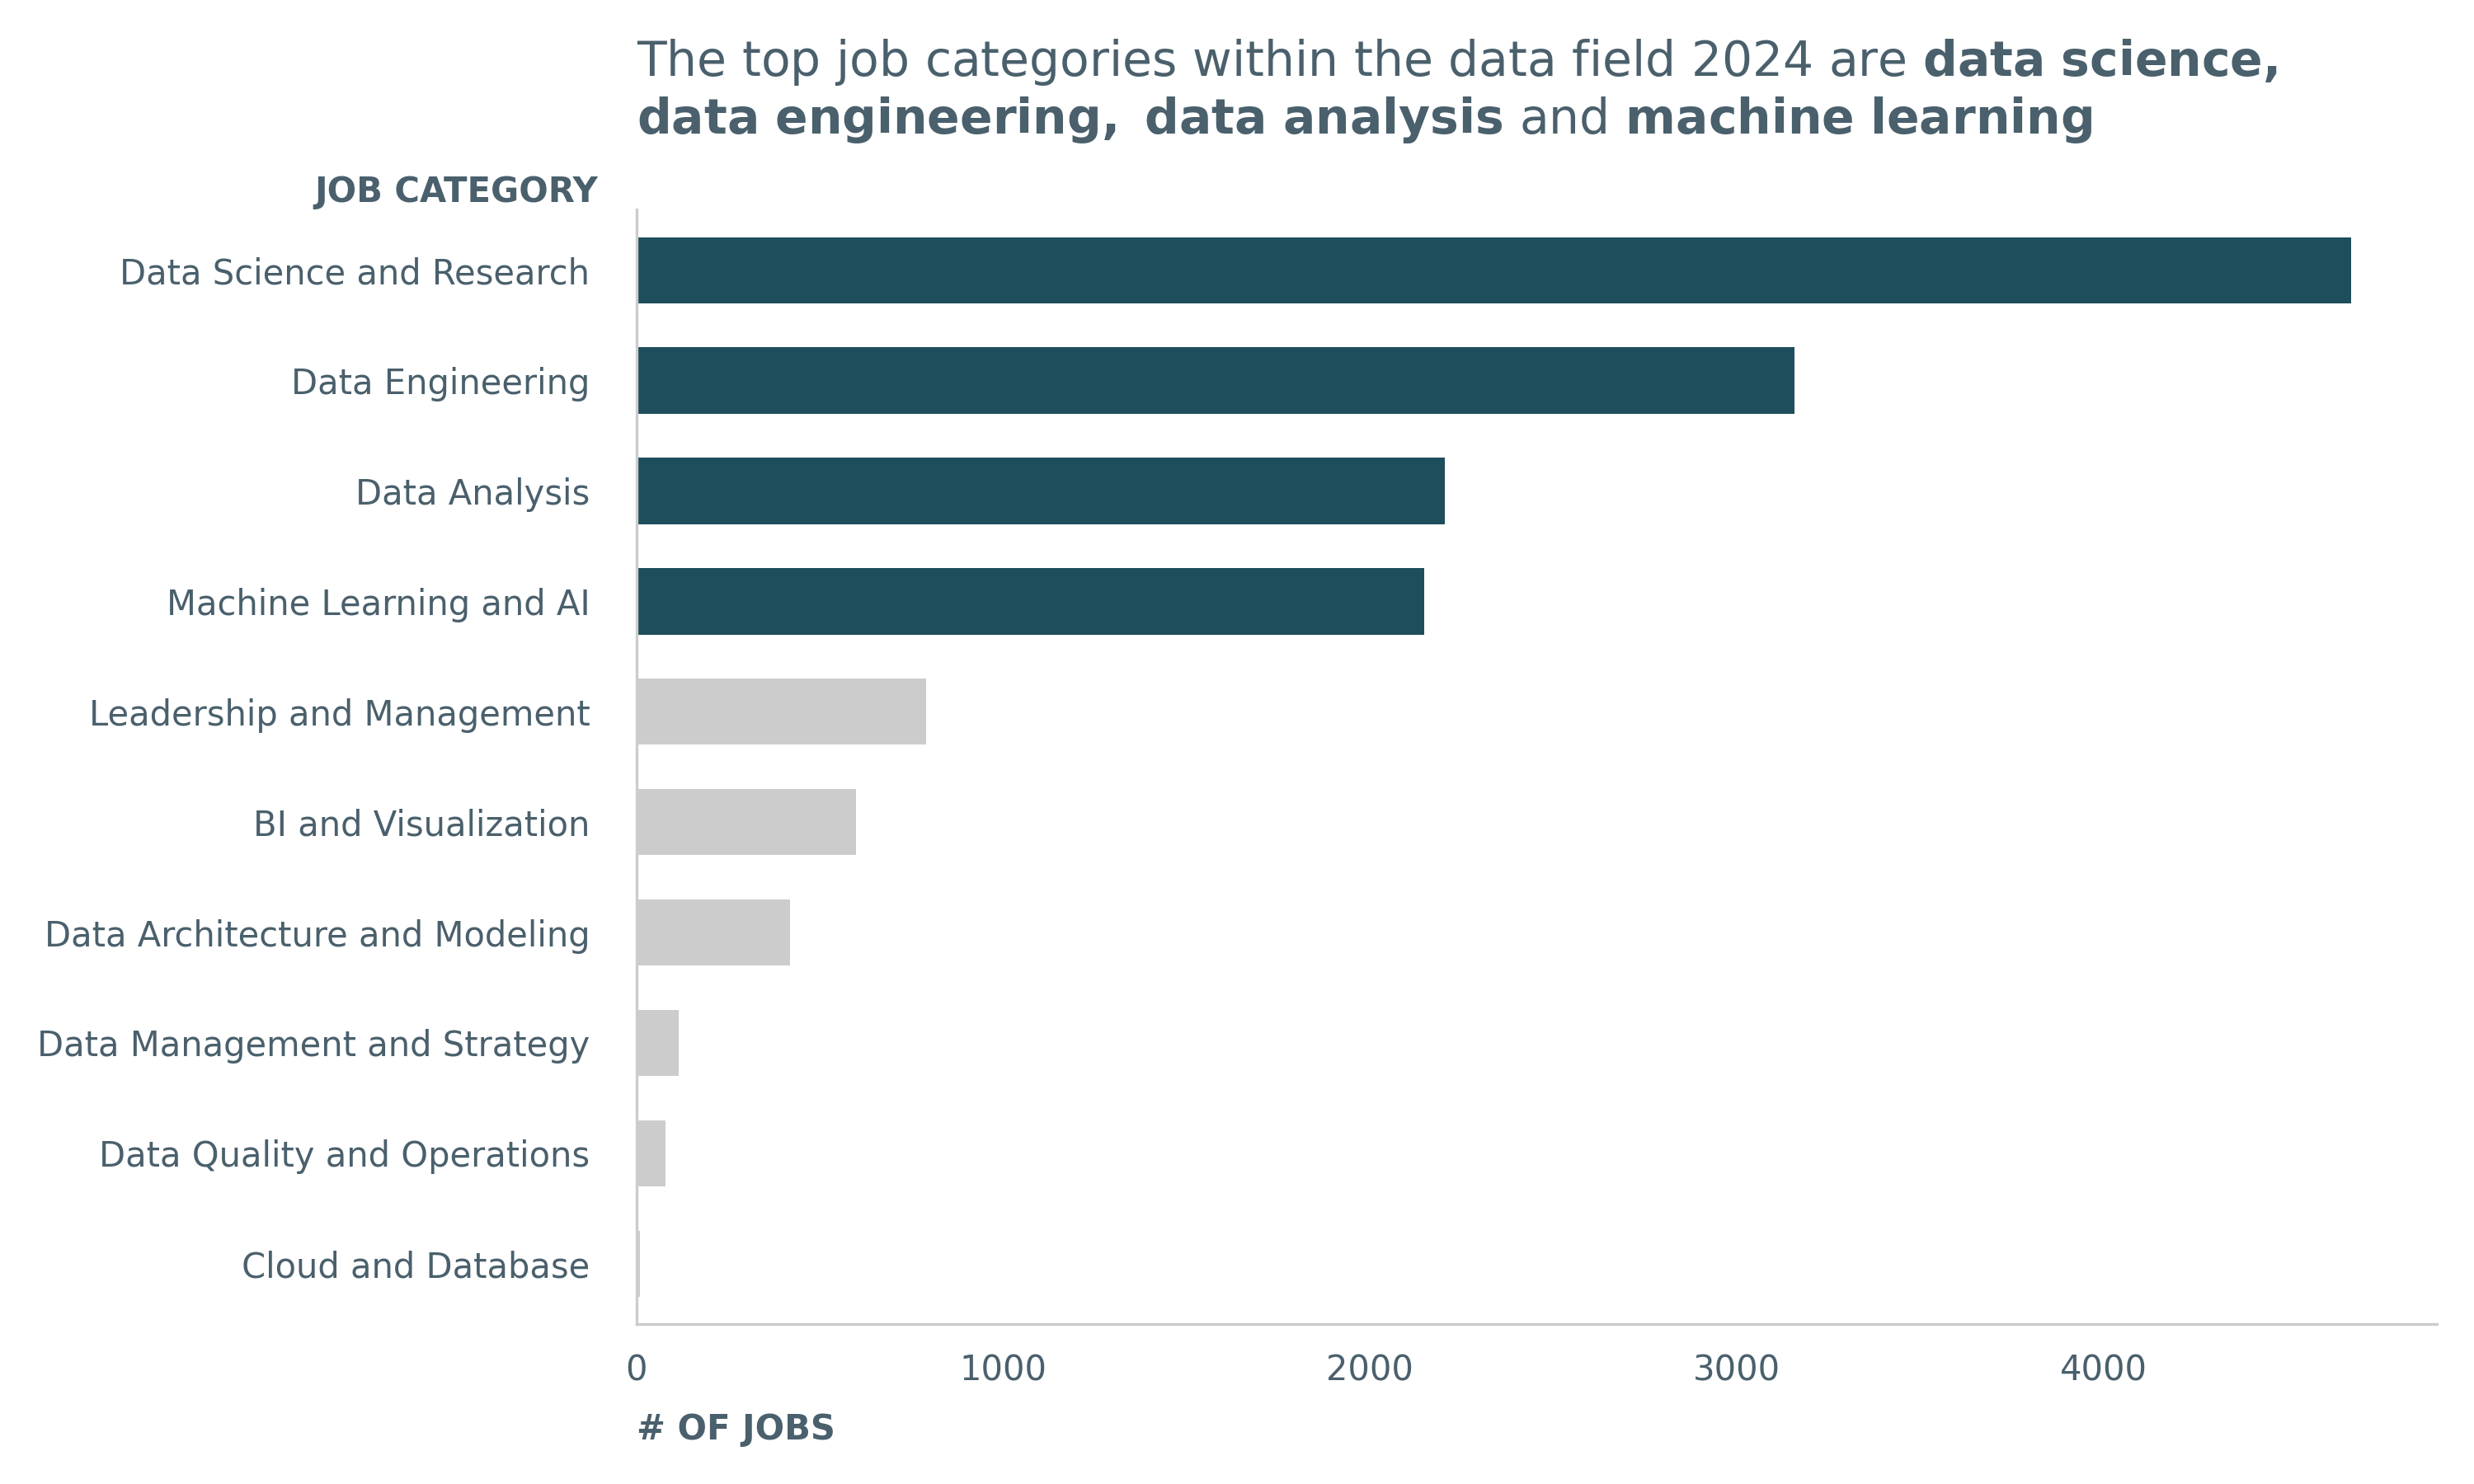 The top job categories within the data field 2024 are data science,
data engineering, data analysis and machine learning
JOB CATEGORY
Data Science and Research
Data Engineering
Data Analysis
Machine Learning and AI
Leadership and Management
BI and Visualization
Data Architecture and Modeling
Data Management and Strategy
Data Quality and Operations
Cloud and Database
0 1000 2000 3000 4000
# OF JOBS